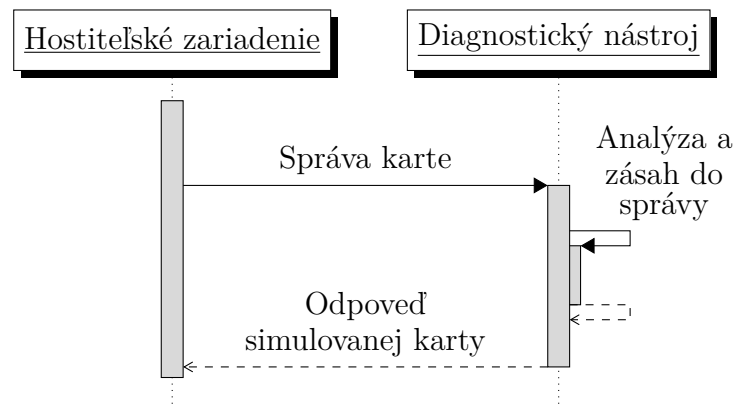 Hostiteľské zariadenie
Diagnostický nástroj
Správa karte
Analýza a
zásah do
správy
Odpoveď
simulovanej karty